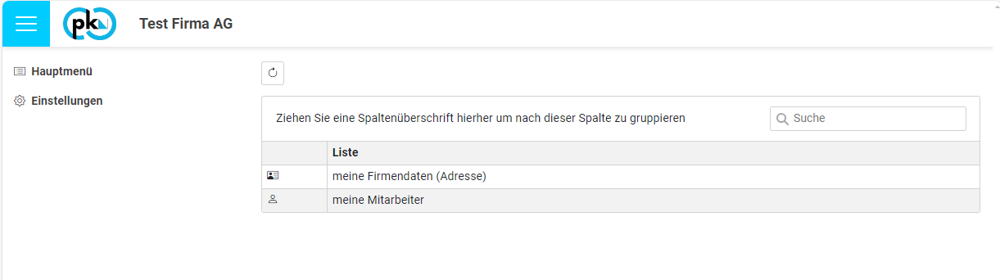 pk
Test Firma AG
Hauptmenü
Einstellungen
Ziehen Sie eine Spaltenüberschrift hierher um nach dieser Spalte zu gruppieren
Suche
Liste
meine Firmendaten (Adresse)
meine Mitarbeiter